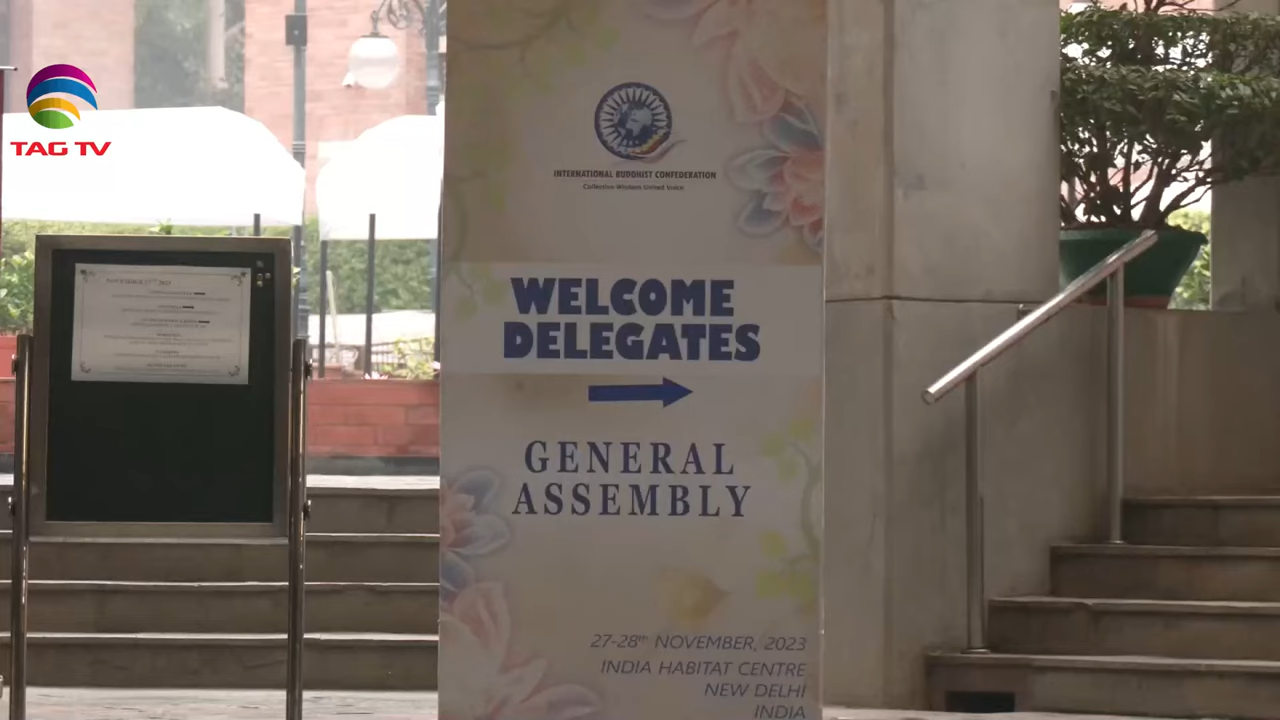 TAG TV
INTERNATIONAL BUDDHIST CONFEDERATION
Collective Wisdom United Voice
WELCOME
DELEGATES
GENERAL
ASSEMBLY
27-28th NOVEMBER, 2023
INDIA HABITAT CENTRE
NEW DELHI
INDIA